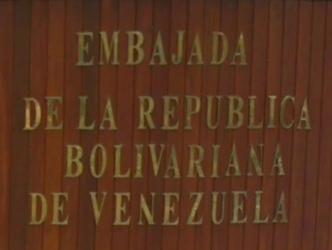 EMBAJADA
DE LA REPUBLICA
BOLIVARIANA
DE VENEZUELA